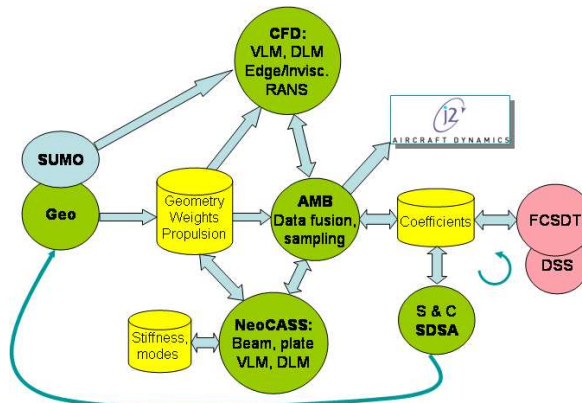 CFD:
VLM, DLM
Edge/Invisc.
RANS
j2
AIRCRAFT DYNAMICS
SUMO
Geo
Geometry
Weights
Propulsion
AMB
Data fusion,
sampling
Coefficients
FCSDT
DSS
NeoCASS:
Beam, plate
VLM, DLM
Stiffness,
modes
S & C
SDSA